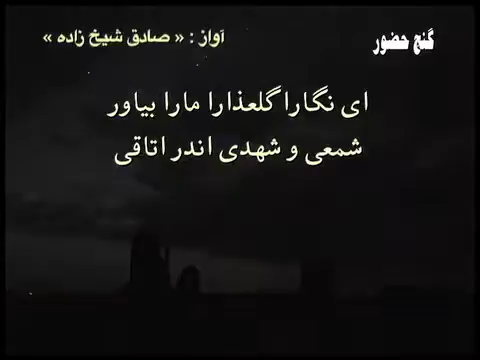 گنج حضور
آواز : « صادق شیخ زاده »
ای نگارا گلعذارا مارا بیاور
شمعی و شهدی اندر اتاقی